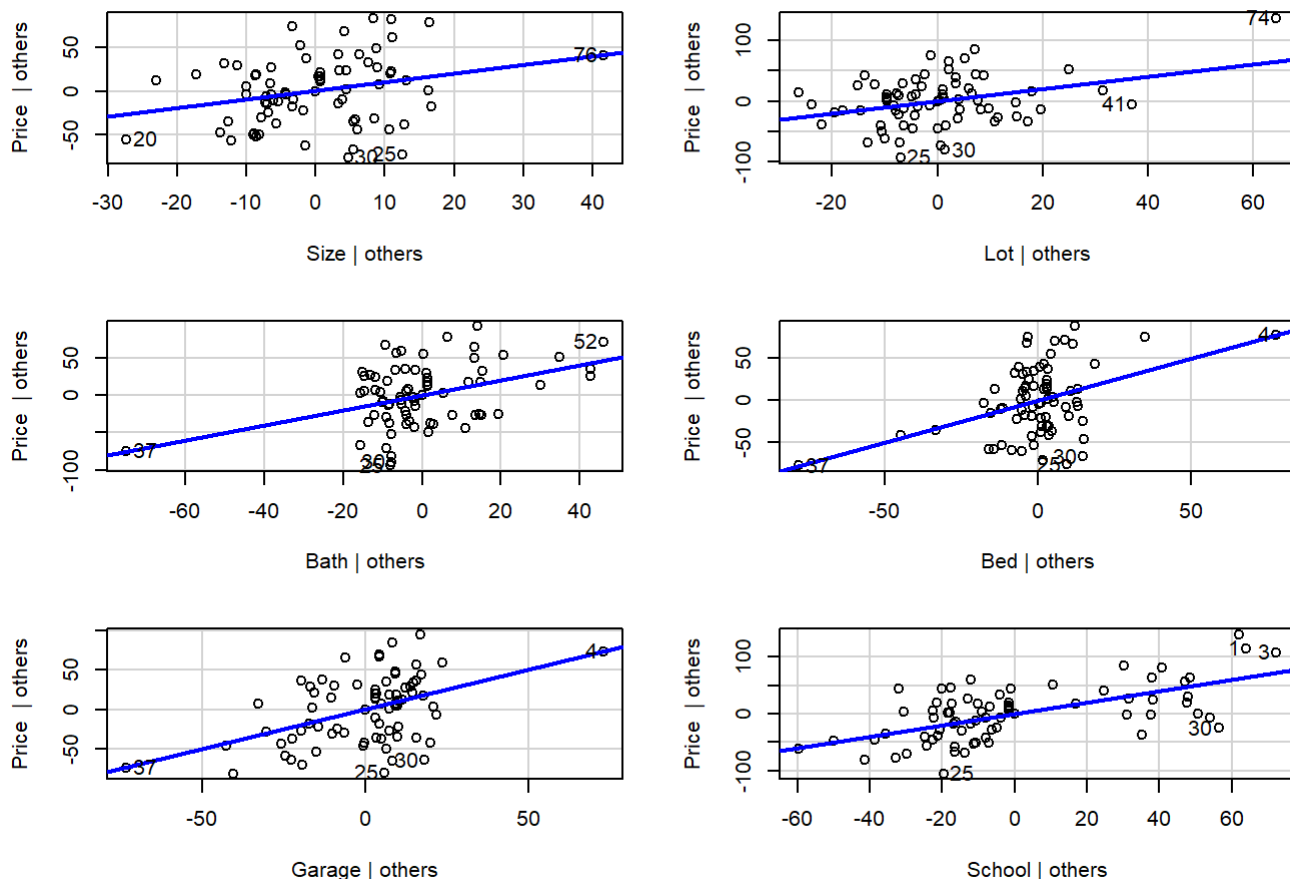 Price | others
-50 0 50
20
30
25
76
-30 -20 -10 0 10 20 30 40
Size | others
Price | others
-100 0 100
25
30
41
74
-20 0 20 40 60
Lot | others
Price | others
-100 0 50
37
30
25
52
-60 -40 -20 0 20 40
Bath | others
Price | others
-50 0 50
37
25
30
4
-50 0 50
Bed | others
Price | others
-50 0 50
37
25
30
4
-50 0 50
Garage | others
Price | others
-100 0 100
25
30
1
3
-60 -40 -20 0 20 40 60
School | others